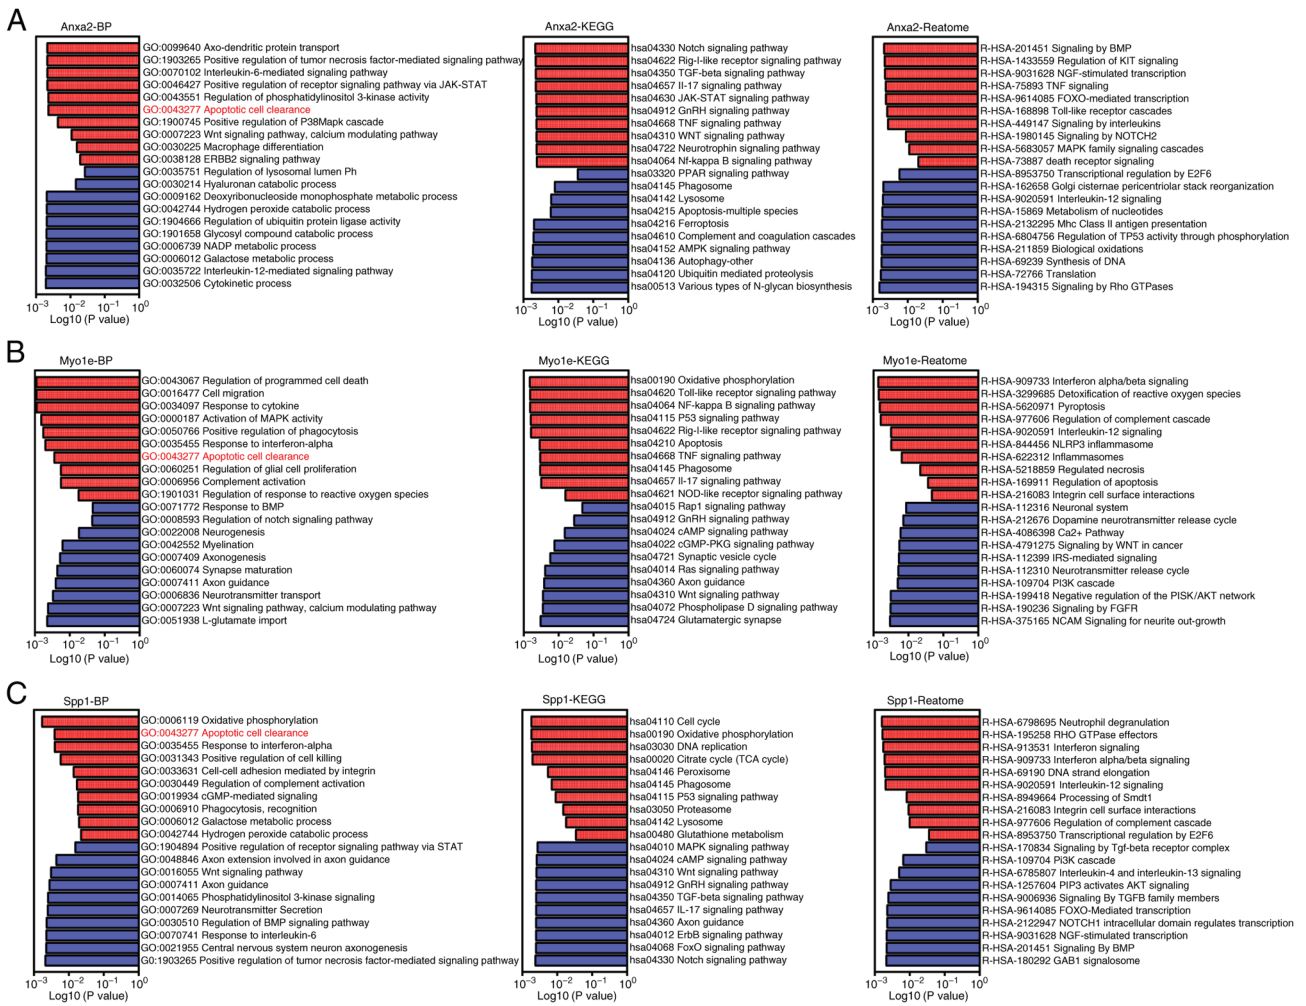 A
Anxa2-BP
GO:0099640 Axo-dendritic protein transport
GO:1903265 Positive regulation of tumor necrosis factor-mediated signaling pathway
GO:0070102 Interleukin-6-mediated signaling pathway
GO:0046427 Positive regulation of receptor signaling pathway via JAK-STAT
GO:0043551 Regulation of phosphatidylinositol 3-kinase activity
GO:0043277 Apoptotic cell clearance
GO:1900745 Positive regulation of P38Mapk cascade
GO:0007223 Wnt signaling pathway, calcium modulating pathway
GO:0030225 Macrophage differentiation
GO:0038128 ERBB2 signaling pathway
GO:0035751 Regulation of lysosomal lumen Ph
GO:0030214 Hyaluronan catabolic process
GO:0009162 Deoxyribonucleoside monophosphate metabolic process
GO:0042744 Hydrogen peroxide catabolic process
GO:1904666 Regulation of ubiquitin protein ligase activity
GO:1901658 Glycosyl compound catabolic process
GO:0006739 NADP metabolic process
GO:0006012 Galactose metabolic process
GO:0035722 Interleukin-12-mediated signaling pathway
GO:0032506 Cytokinetic process
10−3 10−2 10−1 100
Log10 (P value)
Anxa2-KEGG
hsa04330 Notch signaling pathway
hsa04622 Rig-I-like receptor signaling pathway
hsa04350 TGF-beta signaling pathway
hsa04657 Il-17 signaling pathway
hsa04630 JAK-STAT signaling pathway
hsa04912 GnRH signaling pathway
hsa04668 TNF signaling pathway
hsa04310 WNT signaling pathway
hsa04722 Neurotrophin signaling pathway
hsa04064 Nf-kappa B signaling pathway
hsa03320 PPAR signaling pathway
hsa04145 Phagosome
hsa04142 Lysosome
hsa04215 Apoptosis-multiple species
hsa04216 Ferroptosis
hsa04610 Complement and coagulation cascades
hsa04152 AMPK signaling pathway
hsa04136 Autophagy-other
hsa04120 Ubiquitin mediated proteolysis
hsa00513 Various types of N-glycan biosynthesis
10−3 10−2 10−1 100
Log10 (P value)
Anxa2-Reatome
R-HSA-201451 Signaling by BMP
R-HSA-1433559 Regulation of KIT signaling
R-HSA-9031628 NGF-stimulated transcription
R-HSA-75893 TNF signaling
R-HSA-9614085 FOXO-mediated transcription
R-HSA-168898 Toll-like receptor cascades
R-HSA-449147 Signaling by interleukins
R-HSA-1980145 Signaling by NOTCH2
R-HSA-5683057 MAPK family signaling cascades
R-HSA-73887 death receptor signaling
R-HSA-8953750 Transcriptional regulation by E2F6
R-HSA-162658 Golgi cisternae pericentriolar stack reorganization
R-HSA-9020591 Interleukin-12 signaling
R-HSA-15869 Metabolism of nucleotides
R-HSA-2132295 Mhc Class II antigen presentation
R-HSA-6804756 Regulation of TP53 activity through phosphorylation
R-HSA-211859 Biological oxidations
R-HSA-69239 Synthesis of DNA
R-HSA-72766 Translation
R-HSA-194315 Signaling by Rho GTPases
10−3 10−2 10−1 100
Log10 (P value)
B
Myo1e-BP
GO:0043067 Regulation of programmed cell death
GO:0016477 Cell migration
GO:0034097 Response to cytokine
GO:0000187 Activation of MAPK activity
GO:0050766 Positive regulation of phagocytosis
GO:0035455 Response to interferon-alpha
GO:0043277 Apoptotic cell clearance
GO:0060251 Regulation of glial cell proliferation
GO:0006956 Complement activation
GO:1901031 Regulation of response to reactive oxygen species
GO:0071772 Response to BMP
GO:0008593 Regulation of notch signaling pathway
GO:0022008 Neurogenesis
GO:0042552 Myelination
GO:0007409 Axonogenesis
GO:0060074 Synapse maturation
GO:0007411 Axon guidance
GO:0006836 Neurotransmitter transport
GO:0007223 Wnt signaling pathway, calcium modulating pathway
GO:0051938 L-glutamate import
10−3 10−2 10−1 100
Log10 (P value)
Myo1e-KEGG
hsa00190 Oxidative phosphorylation
hsa04620 Toll-like receptor signaling pathway
hsa04064 NF-kappa B signaling pathway
hsa04115 P53 signaling pathway
hsa04622 Rig-I-like receptor signaling pathway
hsa04210 Apoptosis
hsa04668 TNF signaling pathway
hsa04145 Phagosome
hsa04657 Il-17 signaling pathway
hsa04621 NOD-like receptor signaling pathway
hsa04015 Rap1 signaling pathway
hsa04912 GnRH signaling pathway
hsa04024 cAMP signaling pathway
hsa04022 cGMP-PKG signaling pathway
hsa04721 Synaptic vesicle cycle
hsa04014 Ras signaling pathway
hsa04360 Axon guidance
hsa04310 Wnt signaling pathway
hsa04072 Phospholipase D signaling pathway
hsa04724 Glutamatergic synapse
10−3 10−2 10−1 100
Log10 (P value)
Myo1e-Reatome
R-HSA-909733 Interferon alpha/beta signaling
R-HSA-3299685 Detoxification of reactive oxygen species
R-HSA-5620971 Pyroptosis
R-HSA-977606 Regulation of complement cascade
R-HSA-9020591 Interleukin-12 signaling
R-HSA-844456 NLRP3 inflammasome
R-HSA-622312 Inflammasomes
R-HSA-5218859 Regulated necrosis
R-HSA-169911 Regulation of apoptosis
R-HSA-216083 Integrin cell surface interactions
R-HSA-112316 Neuronal system
R-HSA-212676 Dopamine neurotransmitter release cycle
R-HSA-4086398 Ca2+ Pathway
R-HSA-4791275 Signaling by WNT in cancer
R-HSA-112399 IRS-mediated signaling
R-HSA-112310 Neurotransmitter release cycle
R-HSA-109704 PI3K cascade
R-HSA-199418 Negative regulation of the PISK/AKT network
R-HSA-190236 Signaling by FGFR
R-HSA-375165 NCAM Signaling for neurite out-growth
10−3 10−2 10−1 100
Log10 (P value)
C
Spp1-BP
GO:0006119 Oxidative phosphorylation
GO:0043277 Apoptotic cell clearance
GO:0035455 Response to interferon-alpha
GO:0031343 Positive regulation of cell killing
GO:0033631 Cell-cell adhesion mediated by integrin
GO:0030449 Regulation of complement activation
GO:0019934 cGMP-mediated signaling
GO:0006910 Phagocytosis, recognition
GO:0006012 Galactose metabolic process
GO:0042744 Hydrogen peroxide catabolic process
GO:1904894 Positive regulation of receptor signaling pathway via STAT
GO:0048846 Axon extension involved in axon guidance
GO:0016055 Wnt signaling pathway
GO:0007411 Axon guidance
GO:0014065 Phosphatidylinositol 3-kinase signaling
GO:0007269 Neurotransmitter Secretion
GO:0030510 Regulation of BMP signaling pathway
GO:0070741 Response to interleukin-6
GO:0021955 Central nervous system neuron axonogenesis
G0:1903265 Positive regulation of tumor necrosis factor-mediated signaling pathway
10−3 10−2 10−1 100
Log10 (P value)
Spp1-KEGG
hsa04110 Cell cycle
hsa00190 Oxidative phosphorylation
hsa03030 DNA replication
hsa00020 Citrate cycle (TCA cycle)
hsa04146 Peroxisome
hsa04145 Phagosome
hsa04115 P53 signaling pathway
hsa03050 Proteasome
hsa04142 Lysosome
hsa00480 Glutathione metabolism
hsa04010 MAPK signaling pathway
hsa04024 cAMP signaling pathway
hsa04310 Wnt signaling pathway
hsa04912 GnRH signaling pathway
hsa04350 TGF-beta signaling pathway
hsa04657 IL-17 signaling pathway
hsa04360 Axon guidance
hsa04012 ErbB signaling pathway
hsa04068 FoxO signaling pathway
hsa04330 Notch signaling pathway
10−3 10−2 10−1 100
Log10 (P value)
Spp1-Reatome
R-HSA-6798695 Neutrophil degranulation
R-HSA-195258 RHO GTPase effectors
R-HSA-913531 Interferon signaling
R-HSA-909733 Interferon alpha/beta signaling
R-HSA-69190 DNA strand elongation
R-HSA-9020591 Interleukin-12 signaling
R-HSA-8949664 Processing of Smdt1
R-HSA-216083 Integrin cell surface interactions
R-HSA-977606 Regulation of complement cascade
R-HSA-8953750 Transcriptional regulation by E2F6
R-HSA-170834 Signaling by Tgf-beta receptor complex
R-HSA-109704 Pi3K cascade
R-HSA-6785807 Interleukin-4 and interleukin-13 signaling
R-HSA-1257604 PIP3 activates AKT signaling
R-HSA-9006936 Signaling By TGFB family members
R-HSA-9614085 FOXO-Mediated transcription
R-HSA-2122947 NOTCH1 intracellular domain regulates transcription
R-HSA-9031628 NGF-stimulated transcription
R-HSA-201451 Signaling By BMP
R-HSA-180292 GAB1 signalosome
10−3 10−2 10−1 100
Log10 (P value)